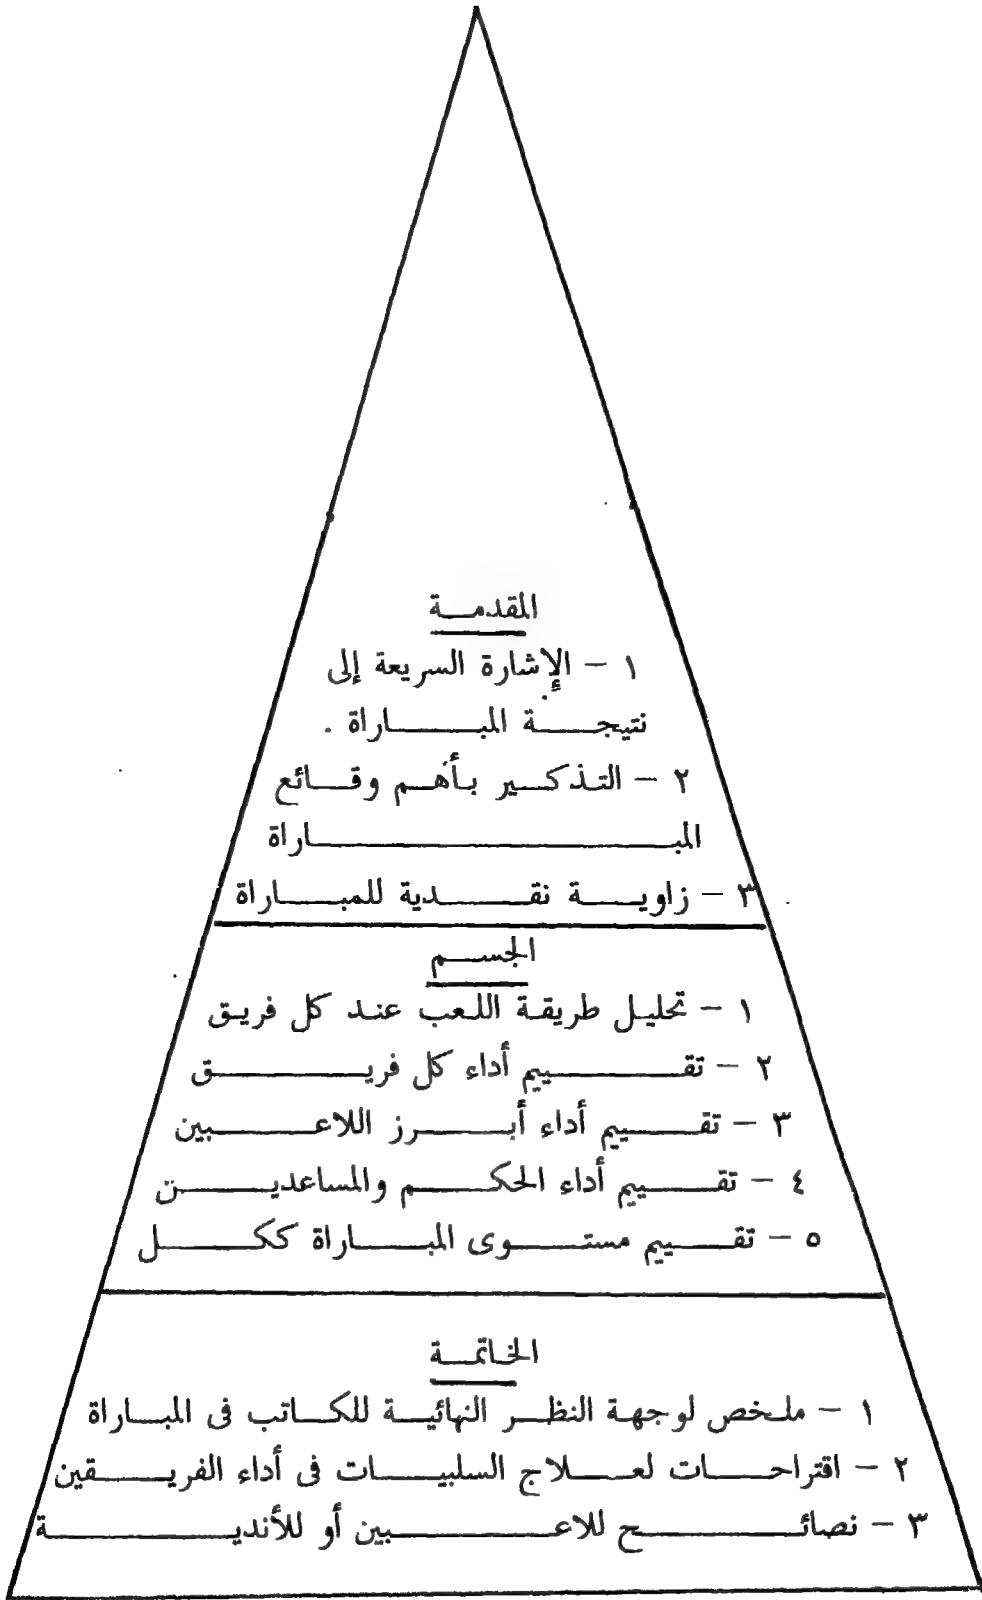 المقدمة
١ – الإشارة السريعة إلى
نتيجة المباراة .
٢ – التذكير بأهم وقائع
المباراة
٣ – زاوية نقدية للمباراة
الجسم
١ – تحليل طريقة اللعب عند كل فريق
٢ – تقييم أداء كل فريق
٣ – تقييم أداء أبرز اللاعبين
٤ – تقييم أداء الحكم والمساعدين
٥ – تقييم مستوى المباراة ككل
الخاتمة
١ – ملخص لوجهة النظر النهائية للكاتب فى المباراة
٢ – اقتراحات لعلاج السلبيات فى أداء الفريقين
٣ – نصائح للاعبين أو للأندية